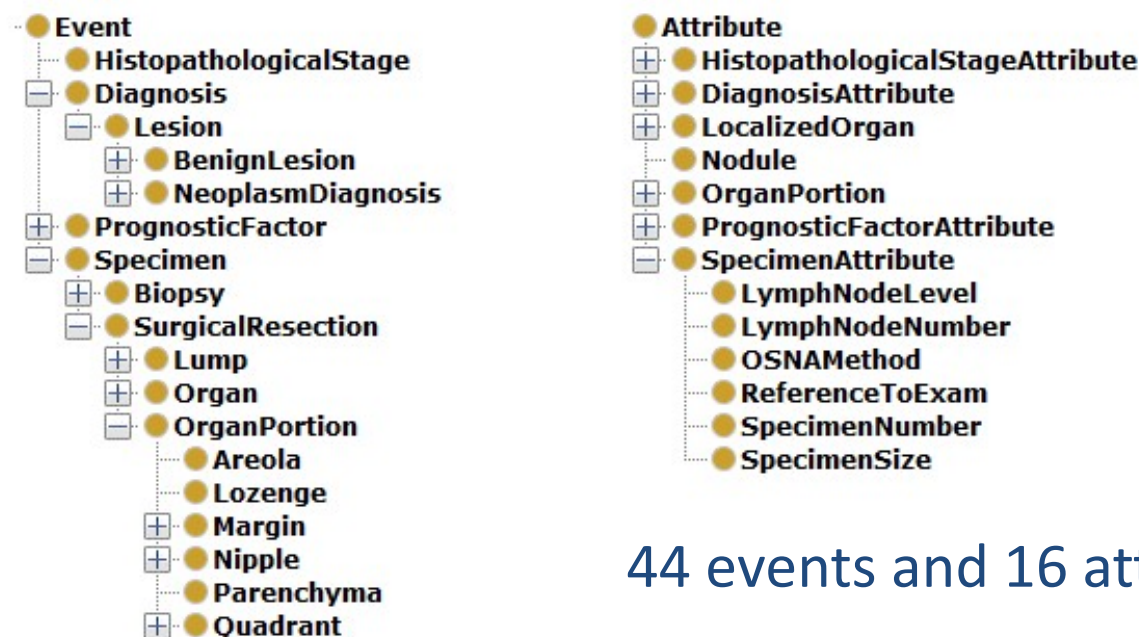 Event
HistopathologicalStage
Diagnosis
Lesion
BenignLesion
NeoplasmDiagnosis
PrognosticFactor
Specimen
Biopsy
SurgicalResection
Lump
Organ
OrganPortion
Areola
Lozenge
Margin
Nipple
Parenchyma
Quadrant
Attribute
HistopathologicalStageAttribute
DiagnosisAttribute
LocalizedOrgan
Nodule
OrganPortion
PrognosticFactorAttribute
SpecimenAttribute
LymphNodeLevel
LymphNodeNumber
OSNAMethod
ReferenceToExam
SpecimenNumber
SpecimenSize
44 events and 16